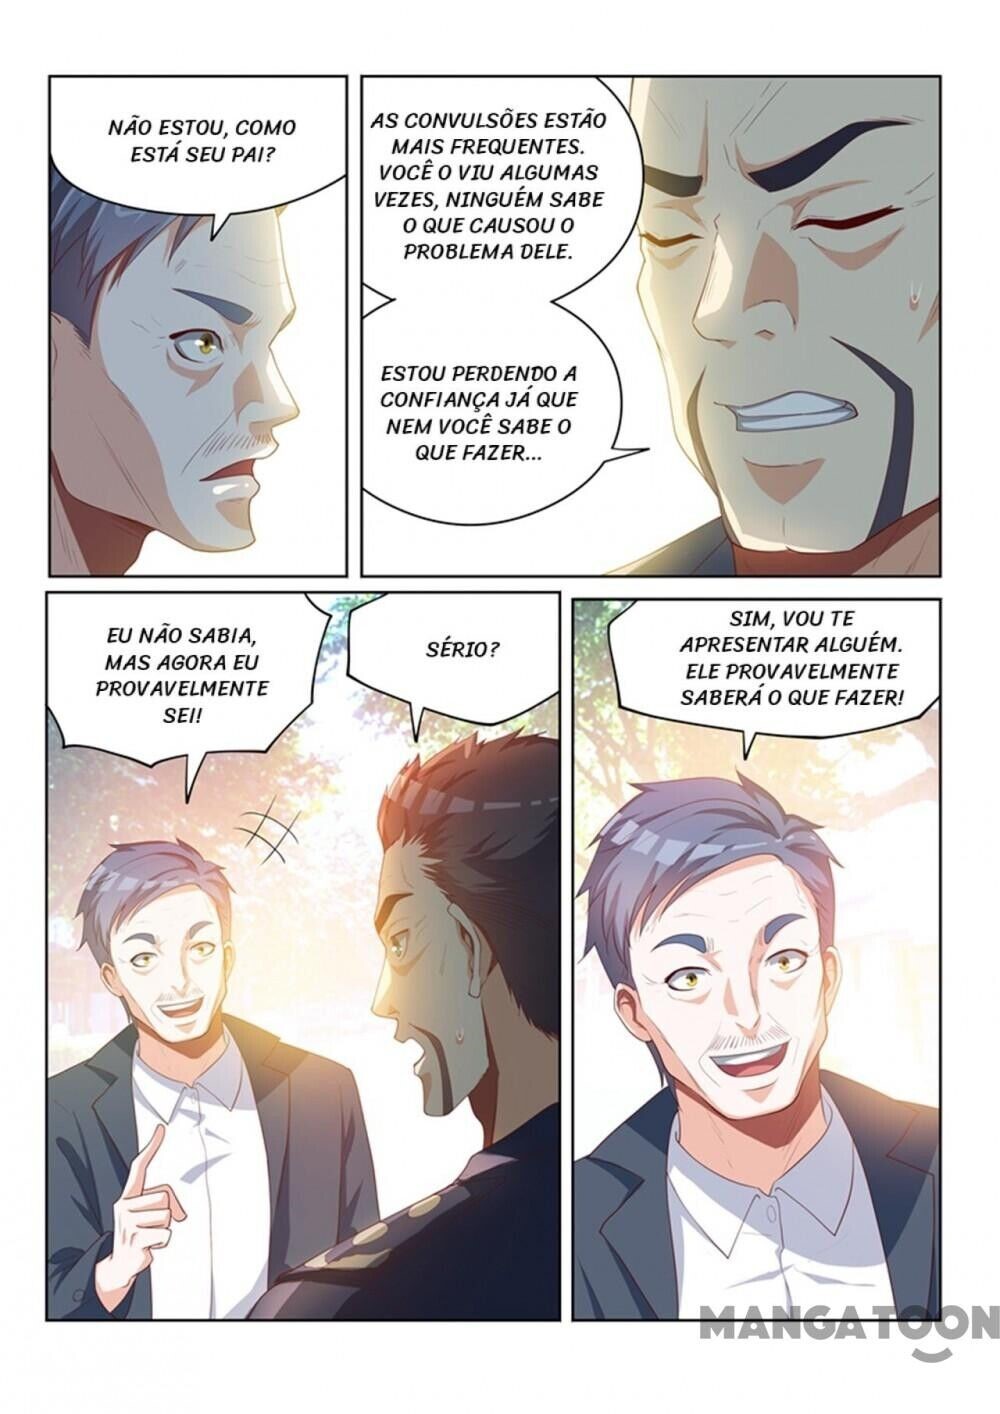 NÃO ESTOU, COMO
ESTÁ SEU PAI?
AS CONVULSÕES ESTÃO
MAIS FREQUENTES.
VOCÊ O VIU ALGUMAS
VEZES, NINGUÉM SABE
O QUE CAUSOU O
PROBLEMA DELE.
ESTOU PERDENDO A
CONFIANÇA JÁ QUE
NEM VOCÊ SABE O
QUE FAZER...
EU NÃO SABIA,
MAS AGORA EU
PROVAVELMENTE
SEI!
SÉRIO?
SIM, VOU TE
APRESENTAR ALGUÉM.
ELE PROVAVELMENTE
SABERÁ O QUE FAZER!
MANGATOON